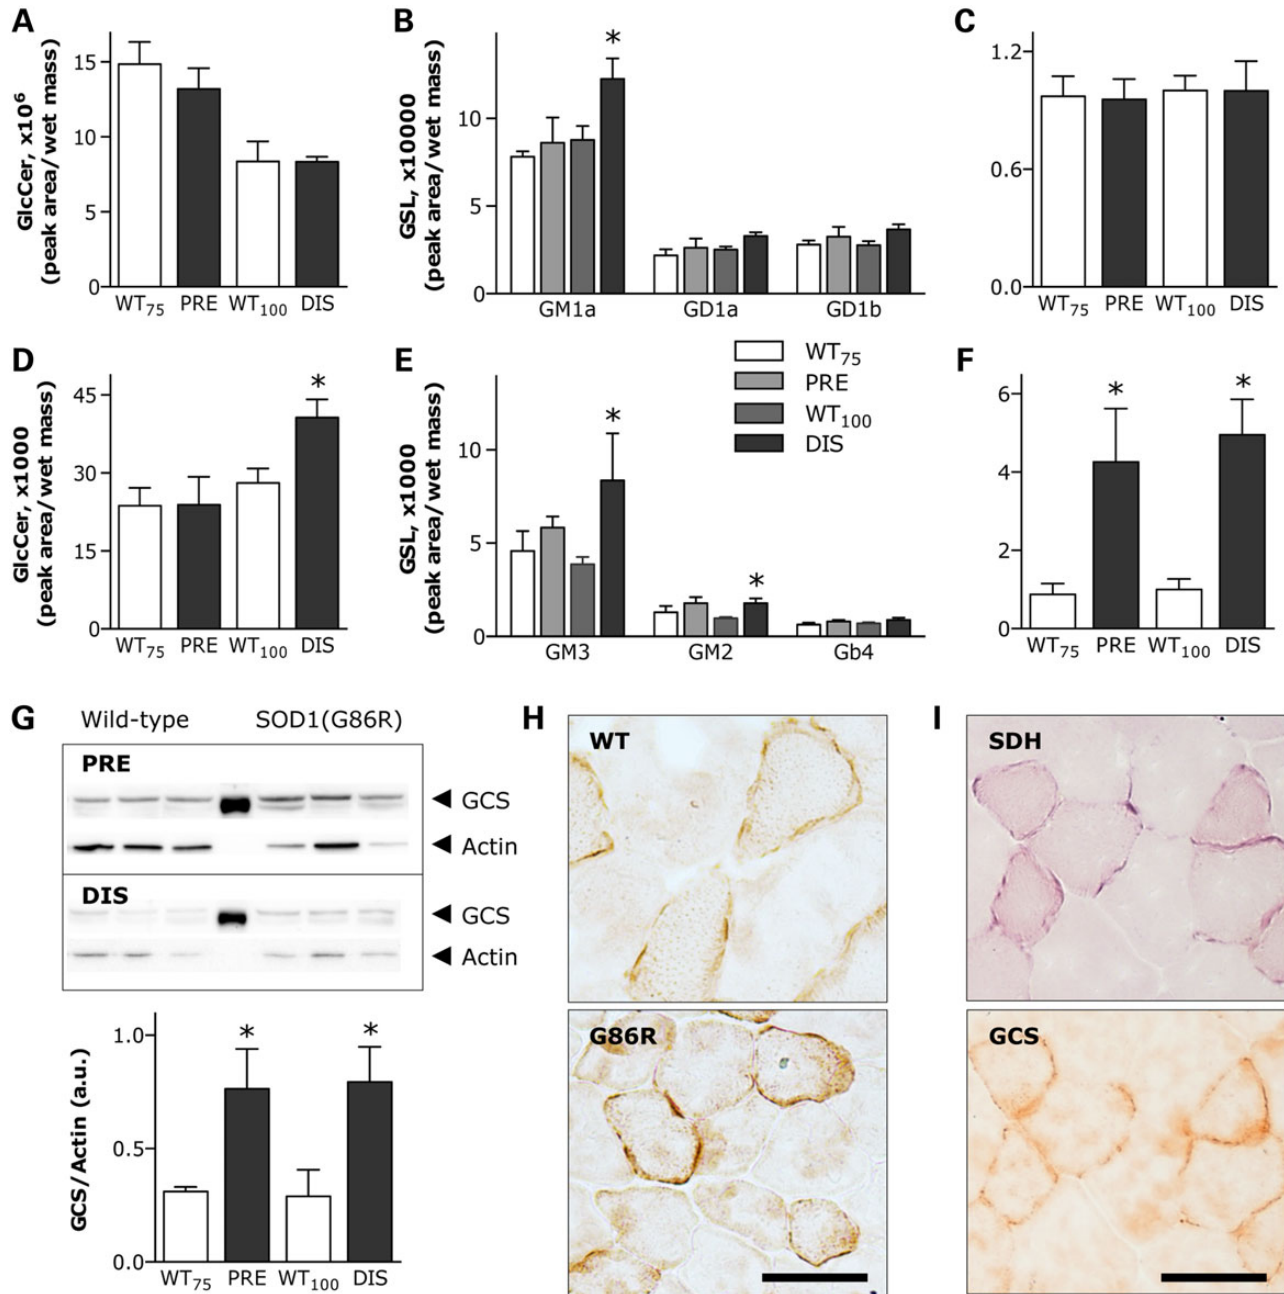 A
GlcCer, x10⁶
(peak area/wet mass)
15
10
5
0
WT₇₅ PRE WT₁₀₀ DIS
B
GSL, x10000
(peak area/wet mass)
10
5
0
*
GM1a GD1a GD1b
C
1.2
0.6
0.0
WT₇₅ PRE WT₁₀₀ DIS
D
GlcCer, x1000
(peak area/wet mass)
45
30
15
0
*
WT₇₅ PRE WT₁₀₀ DIS
E
GSL, x1000
(peak area/wet mass)
10
5
0
* *
GM3 GM2 Gb4
WT₇₅
PRE
WT₁₀₀
DIS
F
6
4
2
0
* *
WT₇₅ PRE WT₁₀₀ DIS
G
Wild-type SOD1(G86R)
PRE
GCS
Actin
DIS
GCS
Actin
GCS/Actin (a.u.)
1.0
0.5
0.0
* *
WT₇₅ PRE WT₁₀₀ DIS
H
WT
G86R
I
SDH
GCS